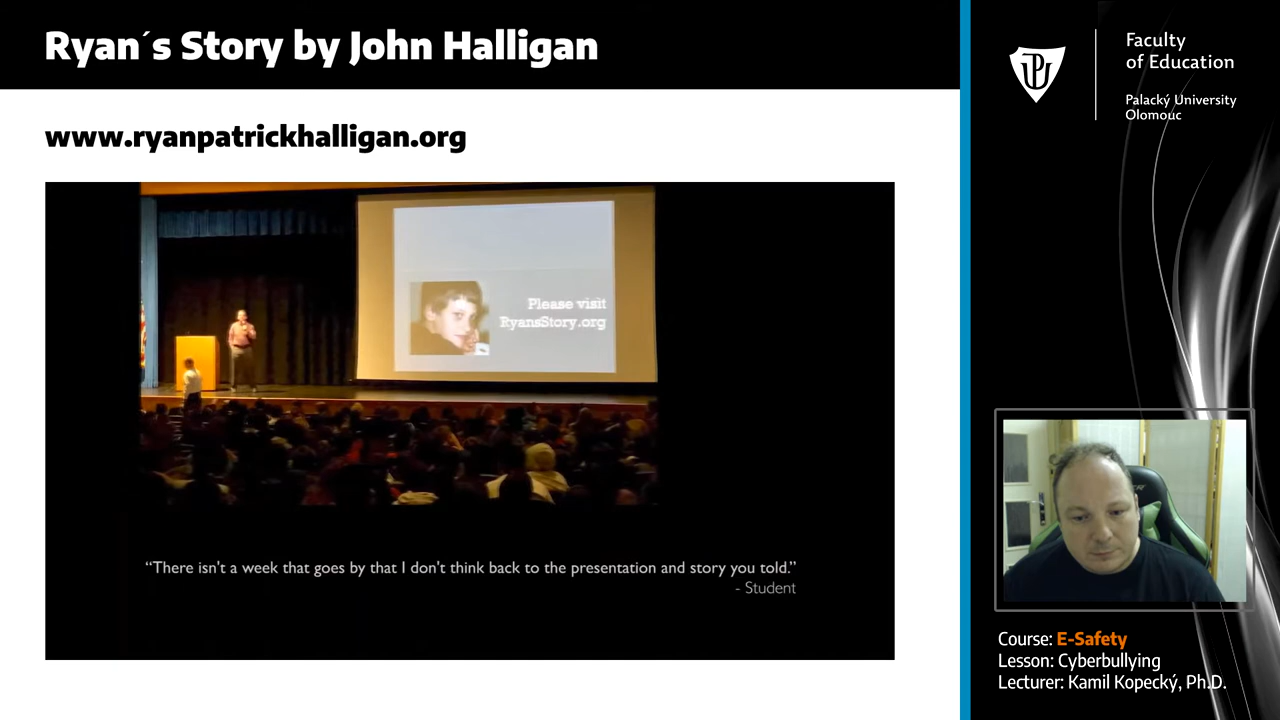 Ryan´s Story by John Halligan
www.ryanpatrickhalligan.org
Please visit
RyansStory.org
“There isn't a week that goes by that I don't think back to the presentation and story you told.”
- Student
UP
Faculty
of Education
Palacký University
Olomouc
Course: E-Safety
Lesson: Cyberbullying
Lecturer: Kamil Kopecký, Ph.D.